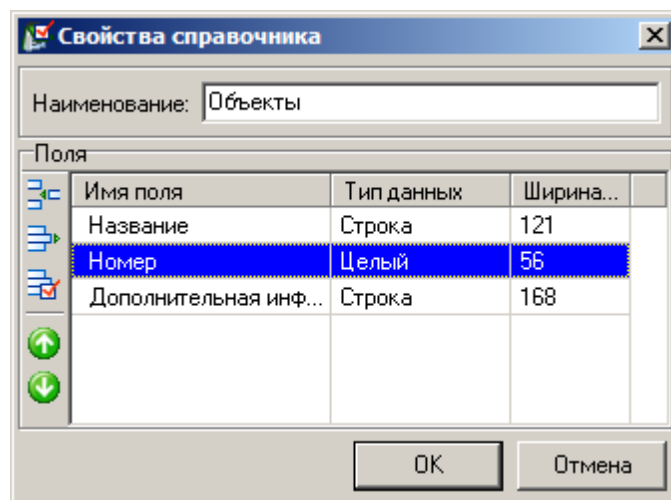 Свойства справочника
Наименование: Объекты
Поля
Имя поля Тип данных Ширина...
Название Строка 121
Номер Целый 56
Дополнительная инф... Строка 168
OK Отмена